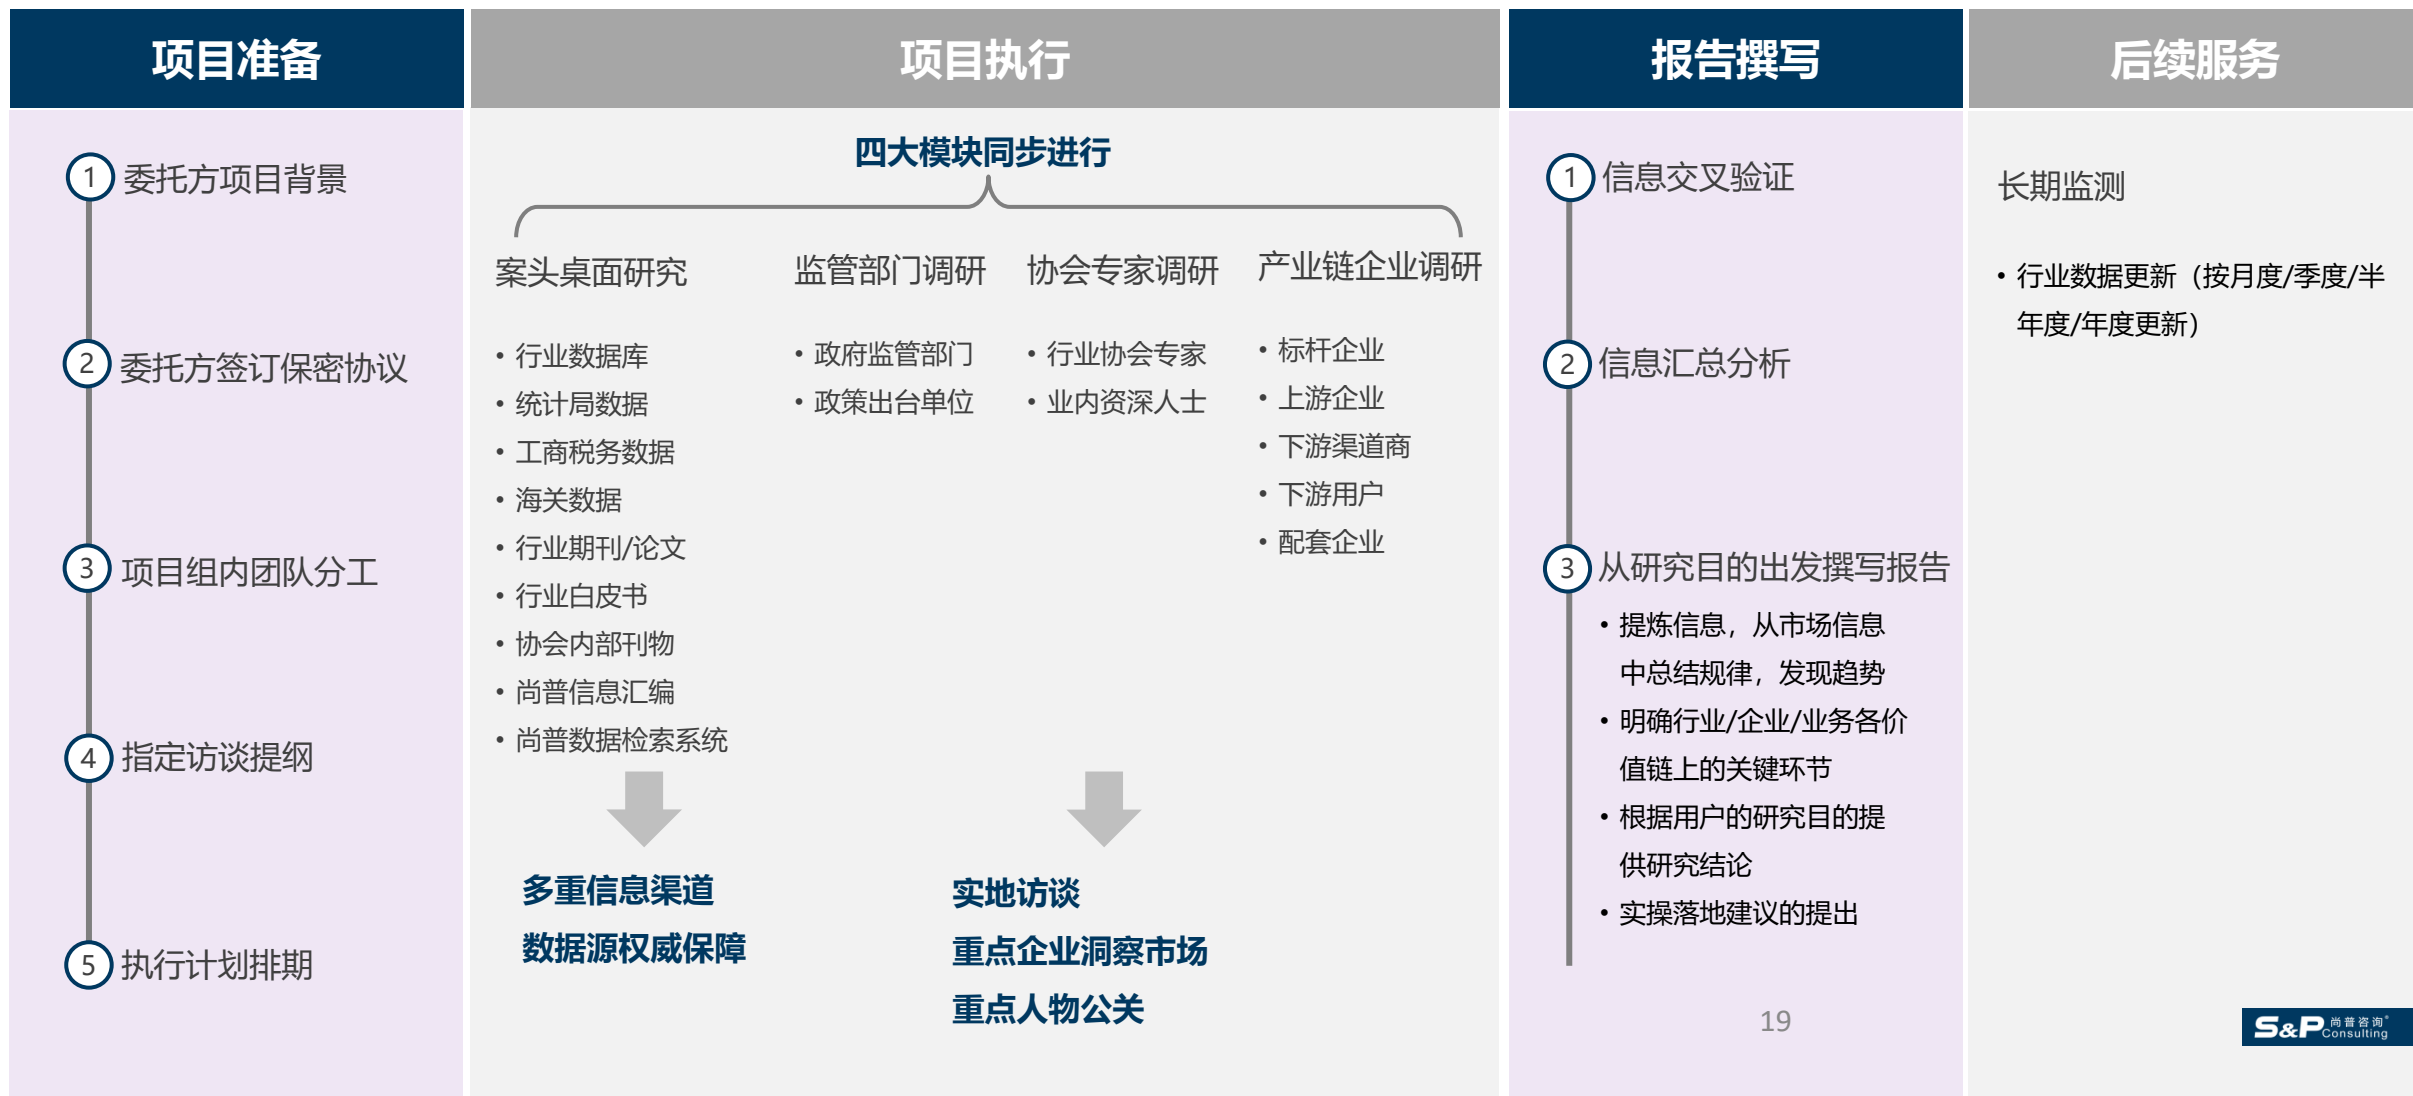 项目准备
1 委托方项目背景
2 委托方签订保密协议
3 项目组内团队分工
4 指定访谈提纲
5 执行计划排期
项目执行
四大模块同步进行
案头桌面研究
• 行业数据库
• 统计局数据
• 工商税务数据
• 海关数据
• 行业期刊/论文
• 行业白皮书
• 协会内部刊物
• 尚普信息汇编
• 尚普数据检索系统
多重信息渠道
数据源权威保障
监管部门调研
• 政府监管部门
• 政策出台单位
协会专家调研
• 行业协会专家
• 业内资深人士
产业链企业调研
• 标杆企业
• 上游企业
• 下游渠道商
• 下游用户
• 配套企业
实地访谈
重点企业洞察市场
重点人物公关
报告撰写
1 信息交叉验证
2 信息汇总分析
3 从研究目的出发撰写报告
• 提炼信息，从市场信息
中总结规律，发现趋势
• 明确行业/企业/业务各价
值链上的关键环节
• 根据用户的研究目的提
供研究结论
• 实操落地建议的提出
19
后续服务
长期监测
• 行业数据更新（按月度/季度/半
年度/年度更新）
S&P 尚普咨询®
Consulting